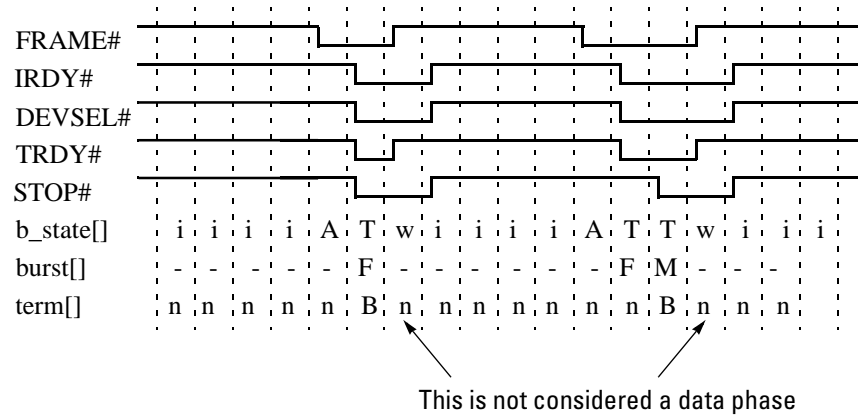 FRAME#
IRDY#
DEVSEL#
TRDY#
STOP#
b_state[] i i i i A T w i i i i A T T w i i i
burst[] - - - - - F - - - - - - F M - - -
term[] n n n n n B n n n n n n n B n n n
This is not considered a data phase